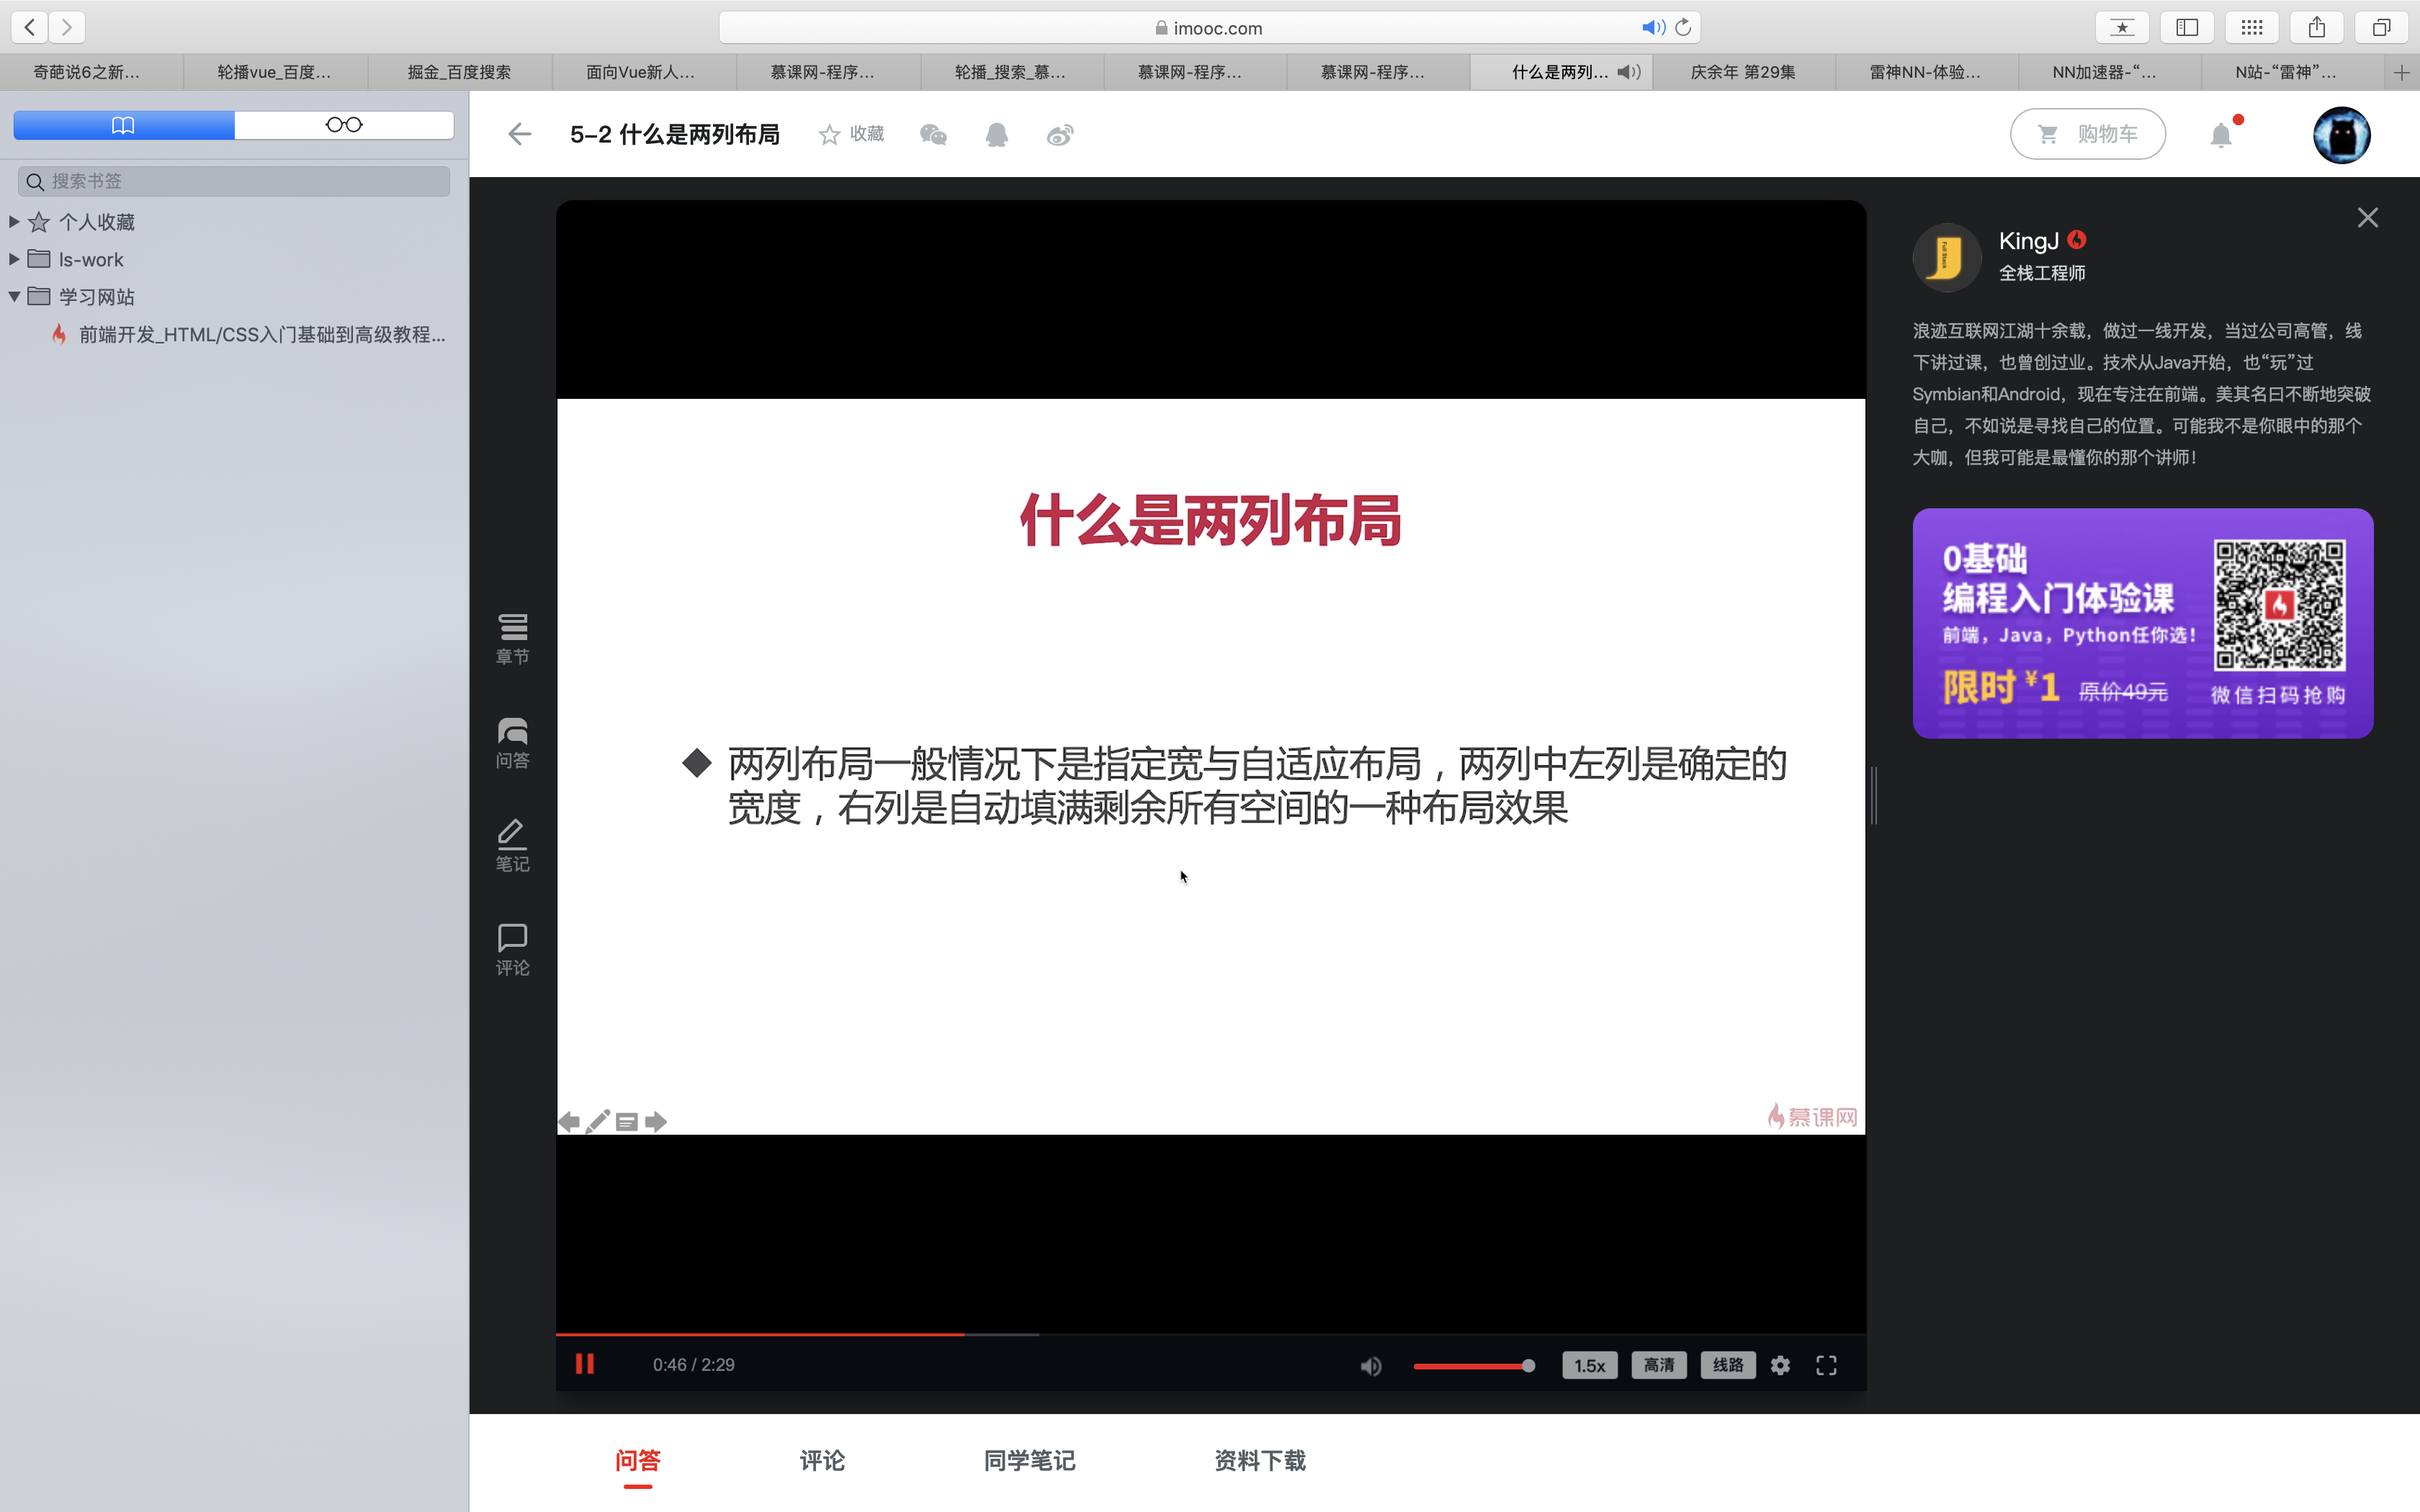 imooc.com
奇葩说6之新...
轮播vue_百度...
掘金_百度搜索
面向Vue新人...
慕课网-程序...
轮播_搜索_慕...
慕课网-程序...
慕课网-程序...
什么是两列...
庆余年 第29集
雷神NN-体验...
NN加速器-“...
N站-“雷神”...
搜索书签
个人收藏
ls-work
学习网站
前端开发_HTML/CSS入门基础到高级教程...
5-2 什么是两列布局
收藏
购物车
章节
问答
笔记
评论
什么是两列布局
两列布局一般情况下是指定宽与自适应布局，两列中左列是确定的
宽度，右列是自动填满剩余所有空间的一种布局效果
慕课网
0:46 / 2:29
1.5x
高清
线路
KingJ
全栈工程师
浪迹互联网江湖十余载，做过一线开发，当过公司高管，线
下讲过课，也曾创过业。技术从Java开始，也“玩”过
Symbian和Android，现在专注在前端。美其名曰不断地突破
自己，不如说是寻找自己的位置。可能我不是你眼中的那个
大咖，但我可能是最懂你的那个讲师！
0基础
编程入门体验课
前端，Java，Python任你选！
限时¥1 原价49元
微信扫码抢购
问答
评论
同学笔记
资料下载